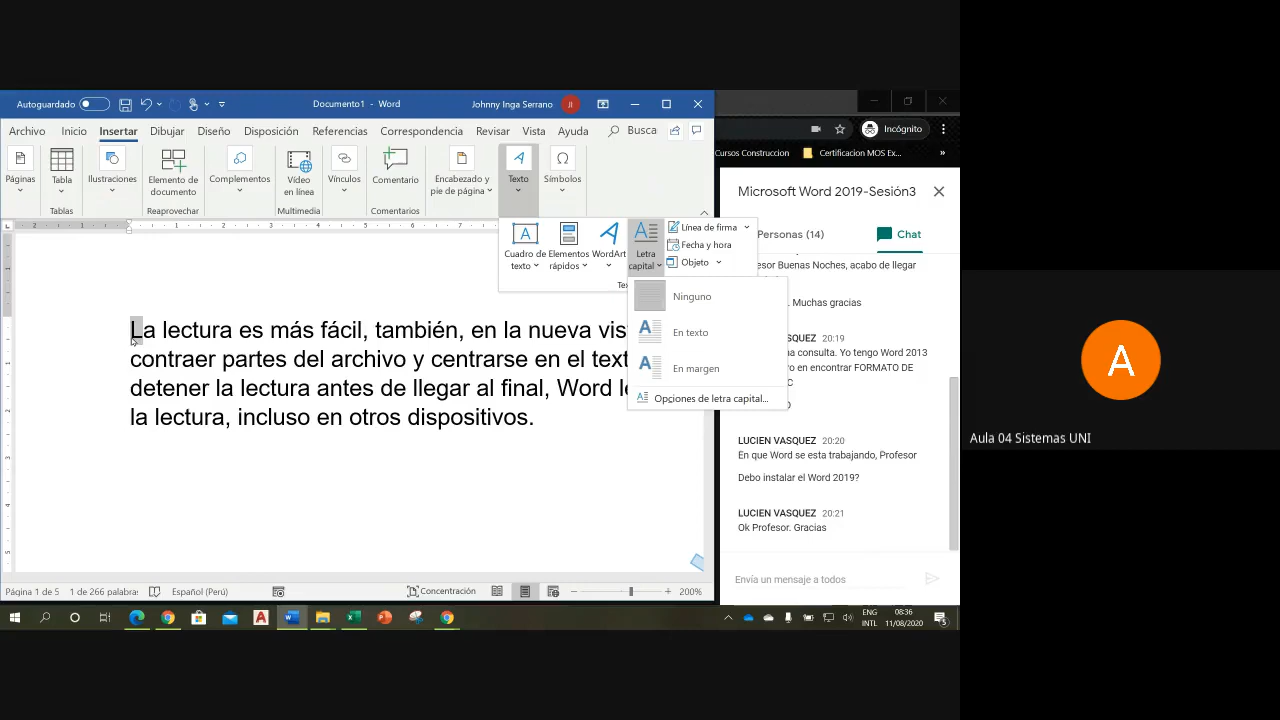 Autoguardado
Documento1 - Word
Johnny Inga Serrano
JI
Archivo Inicio Insertar Dibujar Diseño Disposición Referencias Correspondencia Revisar Vista Ayuda Busca
Páginas
Tabla
Ilustraciones
Elemento de
documento
Complementos
Vídeo
en línea
Vínculos
Comentario
Encabezado y
pie de página
Texto
Símbolos
Tablas
Reaprovechar
Multimedia
Cuadro de
texto
Elementos
rápidos
WordArt
Letra
capital
Línea de firma
Fecha y hora
Objeto
Ninguno
En texto
En margen
Opciones de letra capital...
La lectura es más fácil, también, en la nueva vis
contraer partes del archivo y centrarse en el text
detener la lectura antes de llegar al final, Word le
la lectura, incluso en otros dispositivos.
Página 1 de 5
1 de 266 palabras
Español (Perú)
Concentración
200%
Incógnito
Cursos Construccion
Certificacion MOS Ex...
»
Microsoft Word 2019-Sesión3
Personas (14)
Chat
esor Buenas Noches, acabo de llegar
. Muchas gracias
20:19
na consulta. Yo tengo Word 2013
o en encontrar FORMATO DE
C
O
LUCIEN VASQUEZ 20:20
En que Word se esta trabajando, Profesor
Debo instalar el Word 2019?
LUCIEN VASQUEZ 20:21
Ok Profesor. Gracias
Envía un mensaje a todos
ENG
INTL
08:36
11/08/2020
5
A
Aula 04 Sistemas UNI